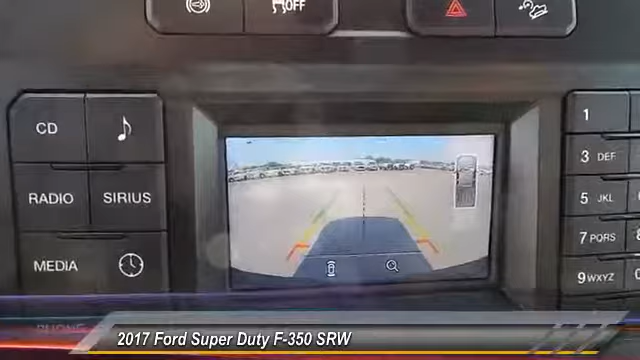 OFF
CD
1
3 DEF
RADIO
SIRIUS
5 JKL
7 PQRS
MEDIA
9 WXYZ
PHONE
2017 Ford Super Duty F-350 SRW